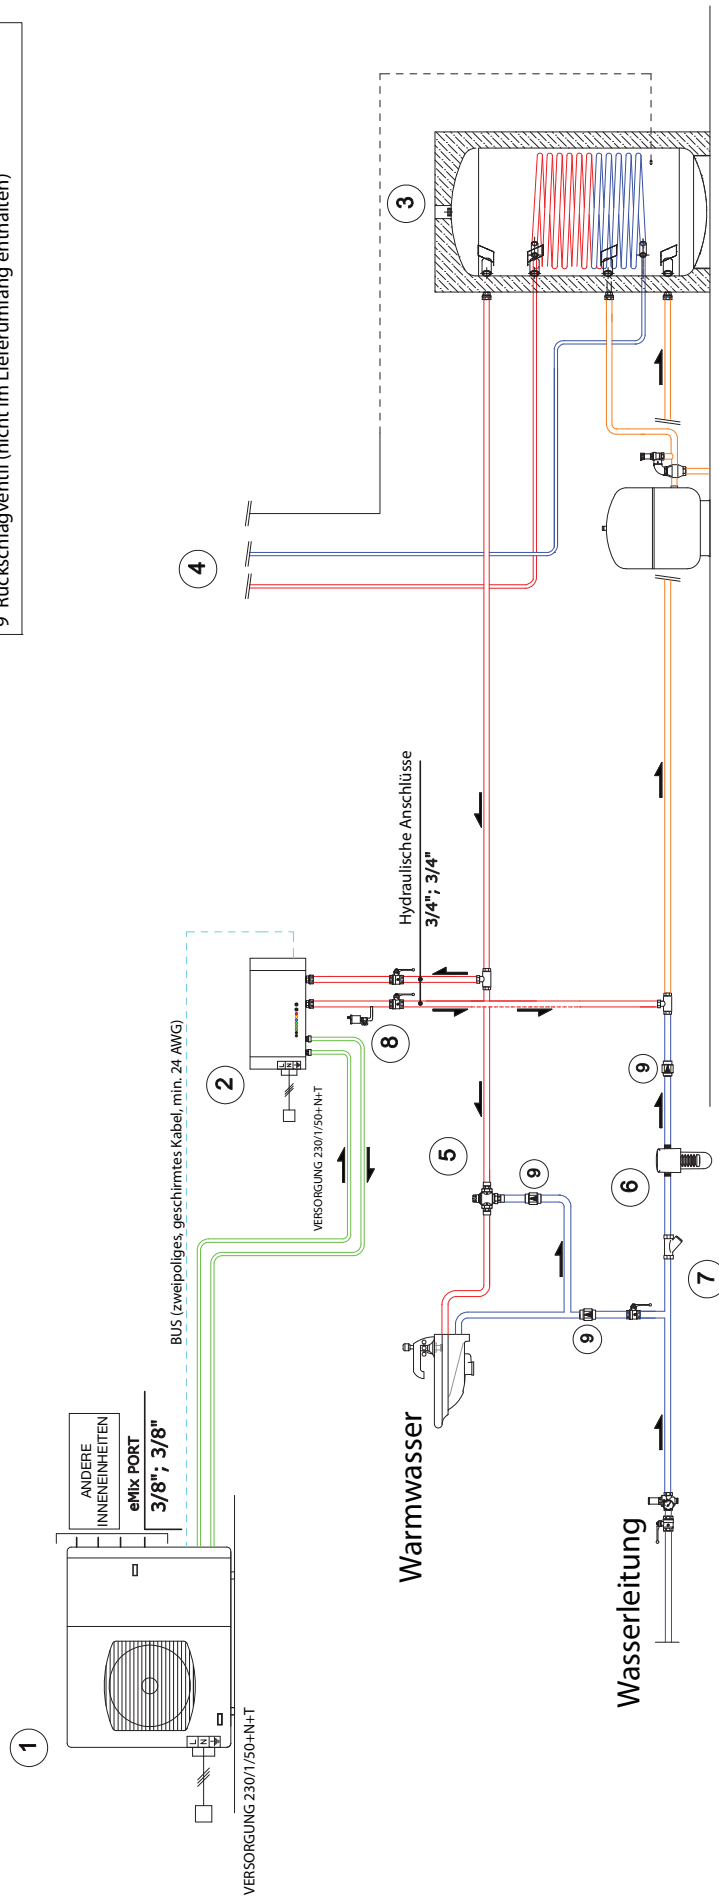 9 Rückschlagventil (nicht im Lieferumfang enthalten)
1
VERSORGUNG 230/1/50+N+T
L
N
ANDERE
INNENEINHEITEN
eMix PORT
3/8"; 3/8"
BUS (zweipoliges, geschirmtes Kabel, min. 24 AWG)
2
L
N
VERSORGUNG 230/1/50+N+T
8
Hydraulische Anschlüsse
3/4"; 3/4"
4
3
Warmwasser
5
9
9
Wasserleitung
7
6
9